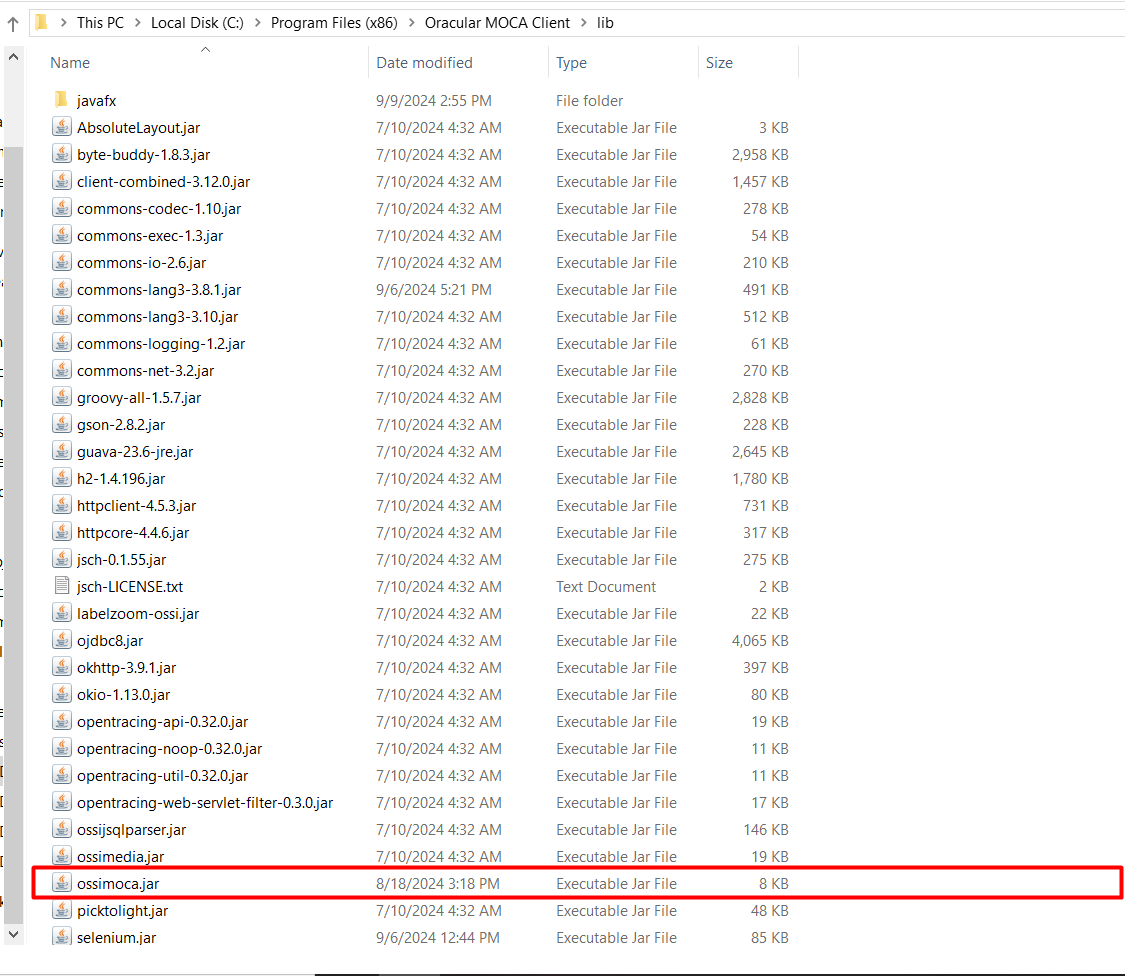 This PC > Local Disk (C:) > Program Files (x86) > Oracular MOCA Client > lib
Name Date modified Type Size
javafx 9/9/2024 2:55 PM File folder
AbsoluteLayout.jar 7/10/2024 4:32 AM Executable Jar File 3 KB
byte-buddy-1.8.3.jar 7/10/2024 4:32 AM Executable Jar File 2,958 KB
client-combined-3.12.0.jar 7/10/2024 4:32 AM Executable Jar File 1,457 KB
commons-codec-1.10.jar 7/10/2024 4:32 AM Executable Jar File 278 KB
commons-exec-1.3.jar 7/10/2024 4:32 AM Executable Jar File 54 KB
commons-io-2.6.jar 7/10/2024 4:32 AM Executable Jar File 210 KB
commons-lang3-3.8.1.jar 9/6/2024 5:21 PM Executable Jar File 491 KB
commons-lang3-3.10.jar 7/10/2024 4:32 AM Executable Jar File 512 KB
commons-logging-1.2.jar 7/10/2024 4:32 AM Executable Jar File 61 KB
commons-net-3.2.jar 7/10/2024 4:32 AM Executable Jar File 270 KB
groovy-all-1.5.7.jar 7/10/2024 4:32 AM Executable Jar File 2,828 KB
gson-2.8.2.jar 7/10/2024 4:32 AM Executable Jar File 228 KB
guava-23.6-jre.jar 7/10/2024 4:32 AM Executable Jar File 2,645 KB
h2-1.4.196.jar 7/10/2024 4:32 AM Executable Jar File 1,780 KB
httpclient-4.5.3.jar 7/10/2024 4:32 AM Executable Jar File 731 KB
httpcore-4.4.6.jar 7/10/2024 4:32 AM Executable Jar File 317 KB
jsch-0.1.55.jar 7/10/2024 4:32 AM Executable Jar File 275 KB
jsch-LICENSE.txt 7/10/2024 4:32 AM Text Document 2 KB
labelzoom-ossi.jar 7/10/2024 4:32 AM Executable Jar File 22 KB
ojdbc8.jar 7/10/2024 4:32 AM Executable Jar File 4,065 KB
okhttp-3.9.1.jar 7/10/2024 4:32 AM Executable Jar File 397 KB
okio-1.13.0.jar 7/10/2024 4:32 AM Executable Jar File 80 KB
opentracing-api-0.32.0.jar 7/10/2024 4:32 AM Executable Jar File 19 KB
opentracing-noop-0.32.0.jar 7/10/2024 4:32 AM Executable Jar File 11 KB
opentracing-util-0.32.0.jar 7/10/2024 4:32 AM Executable Jar File 11 KB
opentracing-web-servlet-filter-0.3.0.jar 7/10/2024 4:32 AM Executable Jar File 17 KB
ossijsqlparser.jar 7/10/2024 4:32 AM Executable Jar File 146 KB
ossimedia.jar 7/10/2024 4:32 AM Executable Jar File 19 KB
ossimoca.jar 8/18/2024 3:18 PM Executable Jar File 8 KB
picktolight.jar 7/10/2024 4:32 AM Executable Jar File 48 KB
selenium.jar 9/6/2024 12:44 PM Executable Jar File 85 KB